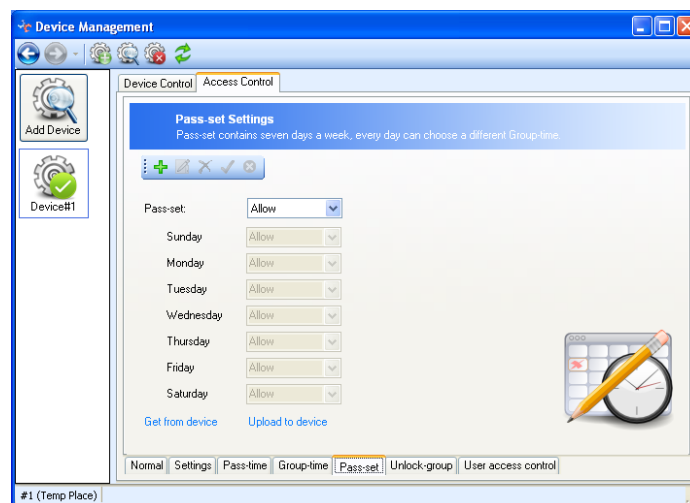 Device Management
Device Control Access Control
Add Device
Device#1
Pass-set Settings
Pass-set contains seven days a week, every day can choose a different Group-time.
Pass-set: Allow
Sunday Allow
Monday Allow
Tuesday Allow
Wednesday Allow
Thursday Allow
Friday Allow
Saturday Allow
Get from device Upload to device
Normal Settings Pass-time Group-time Pass-set Unlock-group User access control
#1 (Temp Place)